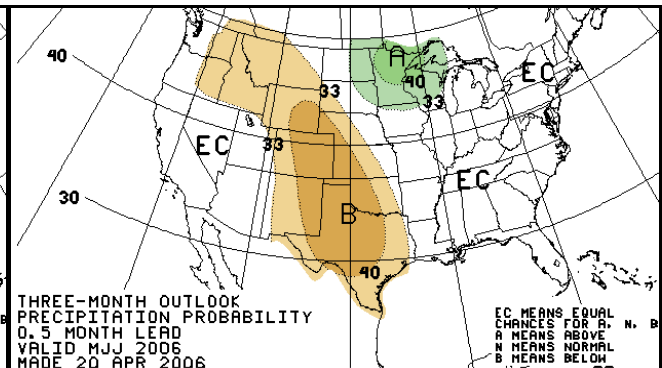 A
40
40
EC
33
33
33
EC
EC
30
B
40
THREE-MONTH OUTLOOK
PRECIPITATION PROBABILITY
0.5 MONTH LEAD
VALID MJJ 2006
MADE 20 APR 2006
EC MEANS EQUAL
CHANCES FOR A, N, B
A MEANS ABOVE
N MEANS NORMAL
B MEANS BELOW
B